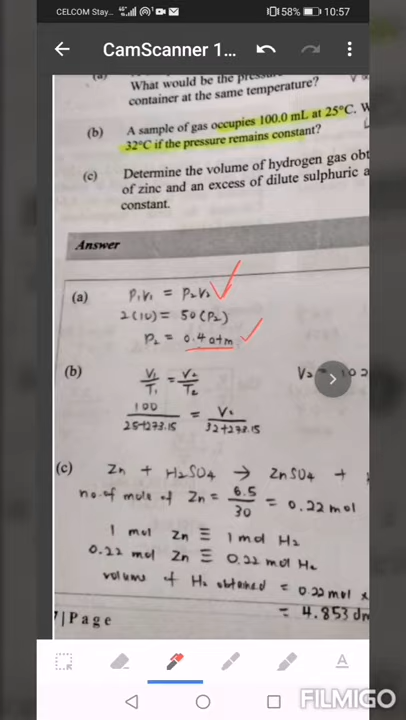 CELCOM Stay... 58% 10:57
CamScanner 1...
(a)
What would be the pressu
container at the same temperature?
(b) A sample of gas occupies 100.0 mL at 25°C. W
32°C if the pressure remains constant?
(c) Determine the volume of hydrogen gas obt
of zinc and an excess of dilute sulphuric a
constant.
Answer
(a) P₁V₁ = P₂V₂
2(10) = 50(P₂)
P₂ = 0.4 atm
(b) V₁/T₁ = V₂/T₂ V₂ = 102
100/25+273.15 = V₂/32+273.15
(c) Zn + H₂SO₄ → ZnSO₄ +
no. of mole of Zn = 6.5/30 = 0.22 mol
1 mol Zn ≡ 1 mol H₂
0.22 mol Zn ≡ 0.22 mol H₂
volume of H₂ obtained = 0.22 mol x
= 4.853 dm
7 | Page
A
FILMIGO